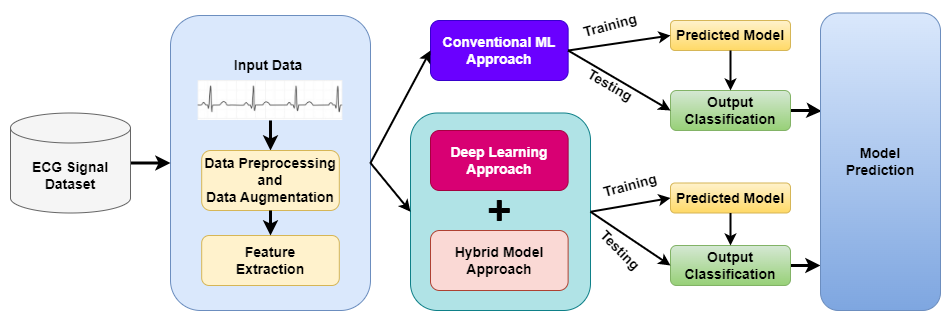 ECG Signal
Dataset
Input Data
Data Preprocessing
and
Data Augmentation
Feature
Extraction
Conventional ML
Approach
Training
Testing
Predicted Model
Output
Classification
Deep Learning
Approach
+
Hybrid Model
Approach
Training
Testing
Predicted Model
Output
Classification
Model
Prediction